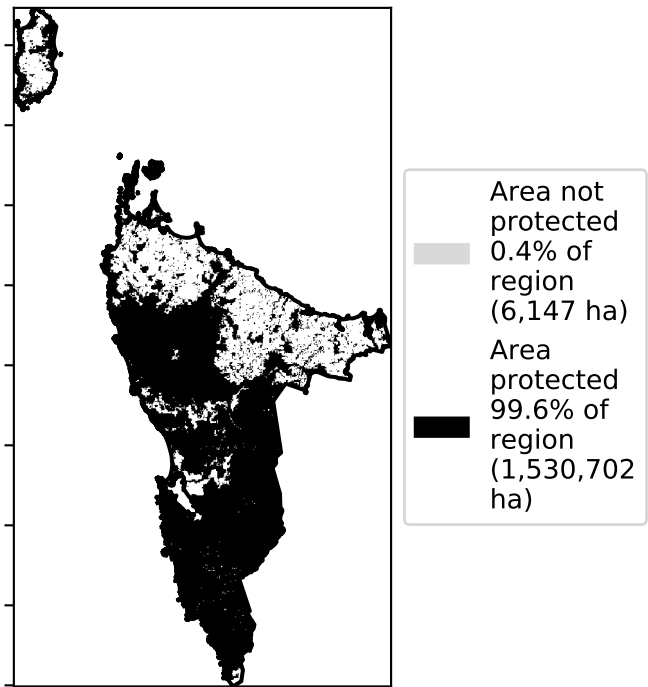 Area not
protected
0.4% of
region
(6,147 ha)
Area
protected
99.6% of
region
(1,530,702
ha)